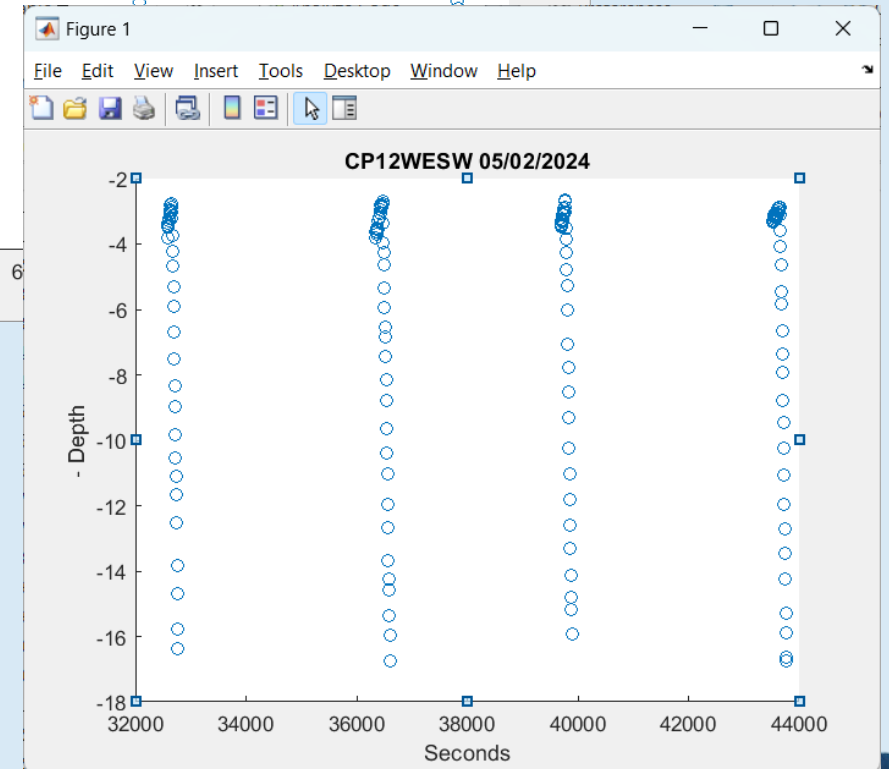 Figure 1
File Edit View Insert Tools Desktop Window Help
CP12WESW 05/02/2024
-2
-4
6
-6
-8
- Depth
-10
-12
-14
-16
-18
32000 34000 36000 38000 40000 42000 44000
Seconds